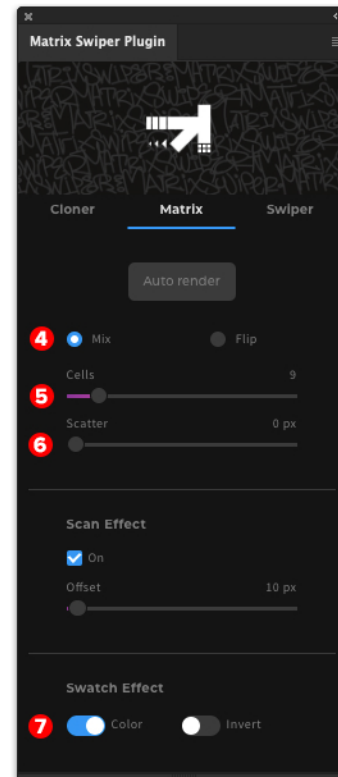 Matrix Swiper Plugin
Cloner Matrix Swiper
Auto render
4 Mix Flip
Cells 9
5
Scatter 0 px
6
Scan Effect
On
Offset 10 px
Swatch Effect
7 Color Invert